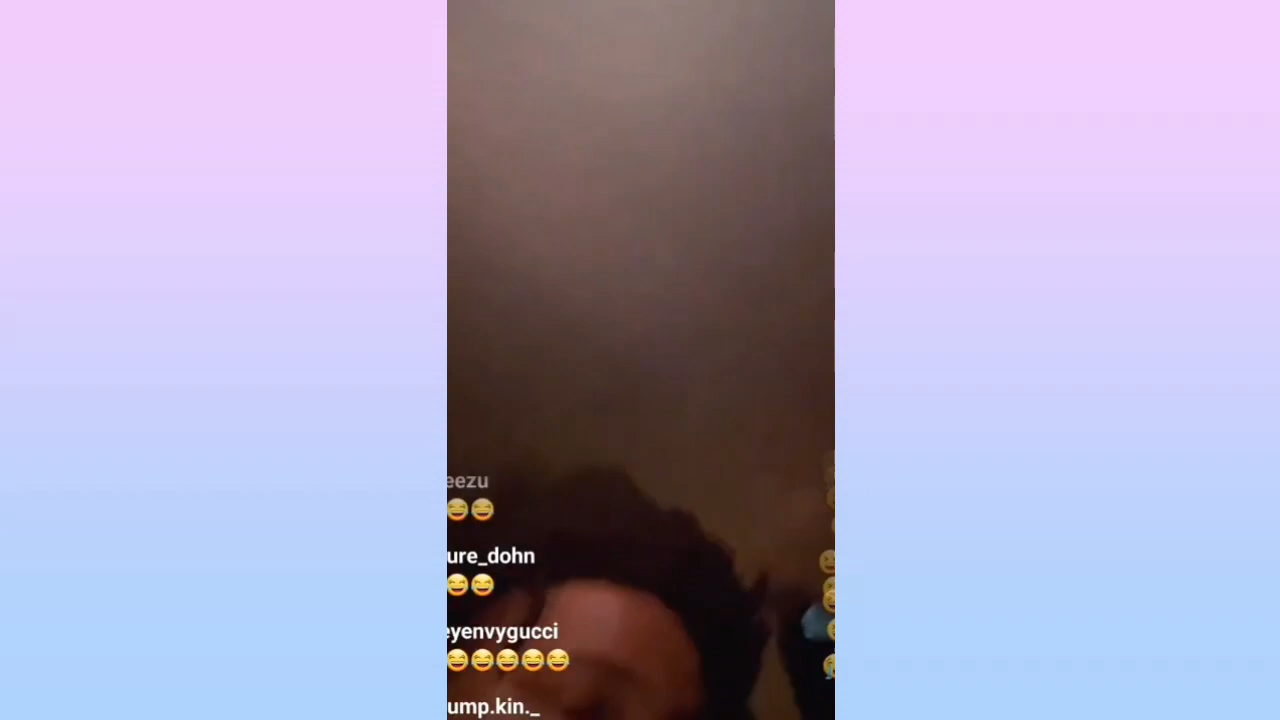 eezu
😂😂
ure_dohn
😂😂
eyenvygucci
😂😂😂😂😂
ump.kin._